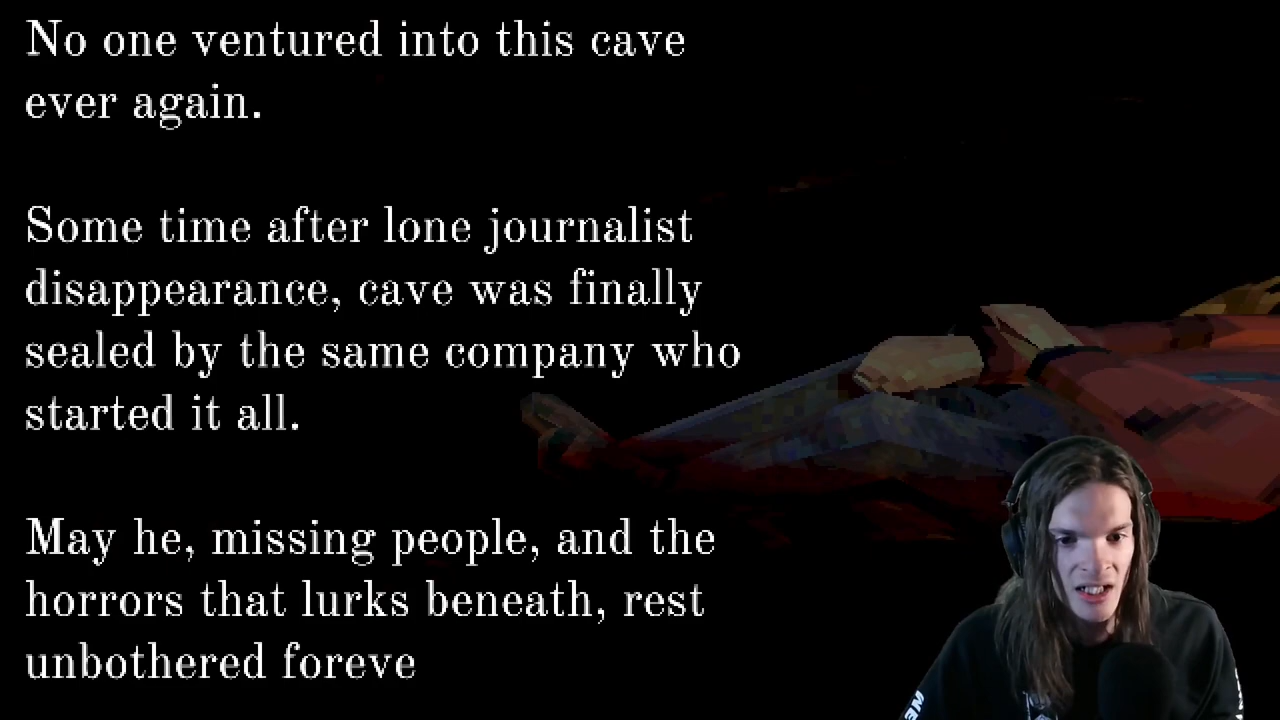 No one ventured into this cave
ever again.
Some time after lone journalist
disappearance, cave was finally
sealed by the same company who
started it all.
May he, missing people, and the
horrors that lurks beneath, rest
unbothered foreve